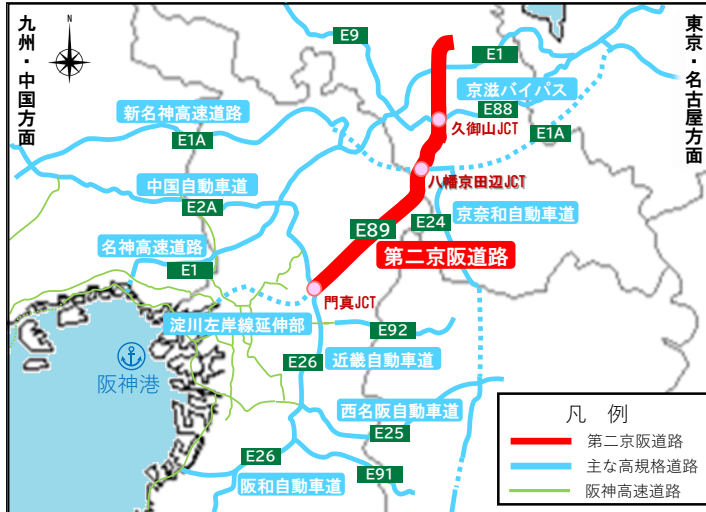 九州・中国方面
N
東京・名古屋方面
E9
E1
京滋バイパス
E88
新名神高速道路
E1A
久御山JCT
E1A
八幡京田辺JCT
中国自動車道
E2A
E24
京奈和自動車道
E89
第二京阪道路
名神高速道路
E1
門真JCT
淀川左岸線延伸部
E92
阪神港
E26
近畿自動車道
西名阪自動車道
E25
E26
E91
阪和自動車道
凡 例
第二京阪道路
主な高規格道路
阪神高速道路